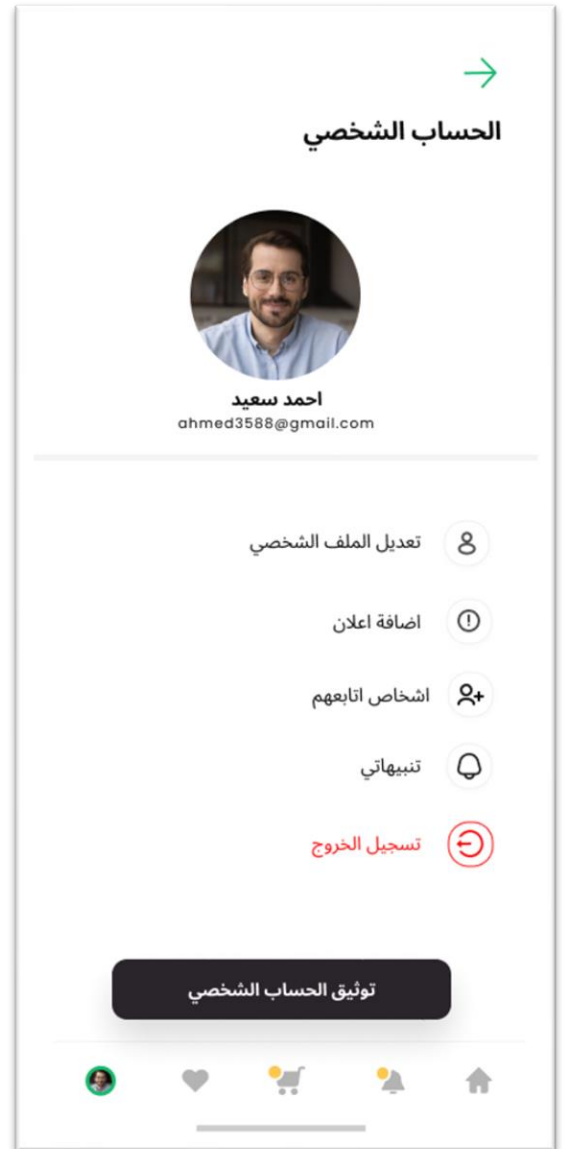 الحساب الشخصي
احمد سعيد
ahmed3588@gmail.com
تعديل الملف الشخصي
اضافة اعلان
اشخاص اتابعهم
تنبيهاتي
تسجيل الخروج
توثيق الحساب الشخصي